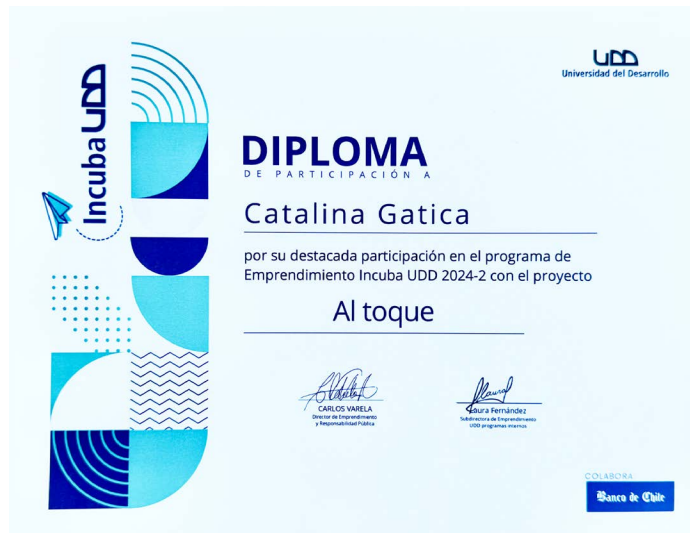 Incuba UDD
UDD
Universidad del Desarrollo
DIPLOMA
DE PARTICIPACIÓN A
Catalina Gatica
por su destacada participación en el programa de
Emprendimiento Incuba UDD 2024-2 con el proyecto
Al toque
CARLOS VARELA
Director de Emprendimiento
y Responsabilidad Pública
Laura Fernández
Subdirectora de Emprendimiento
UDD programas internos
COLABORA
Banco de Chile